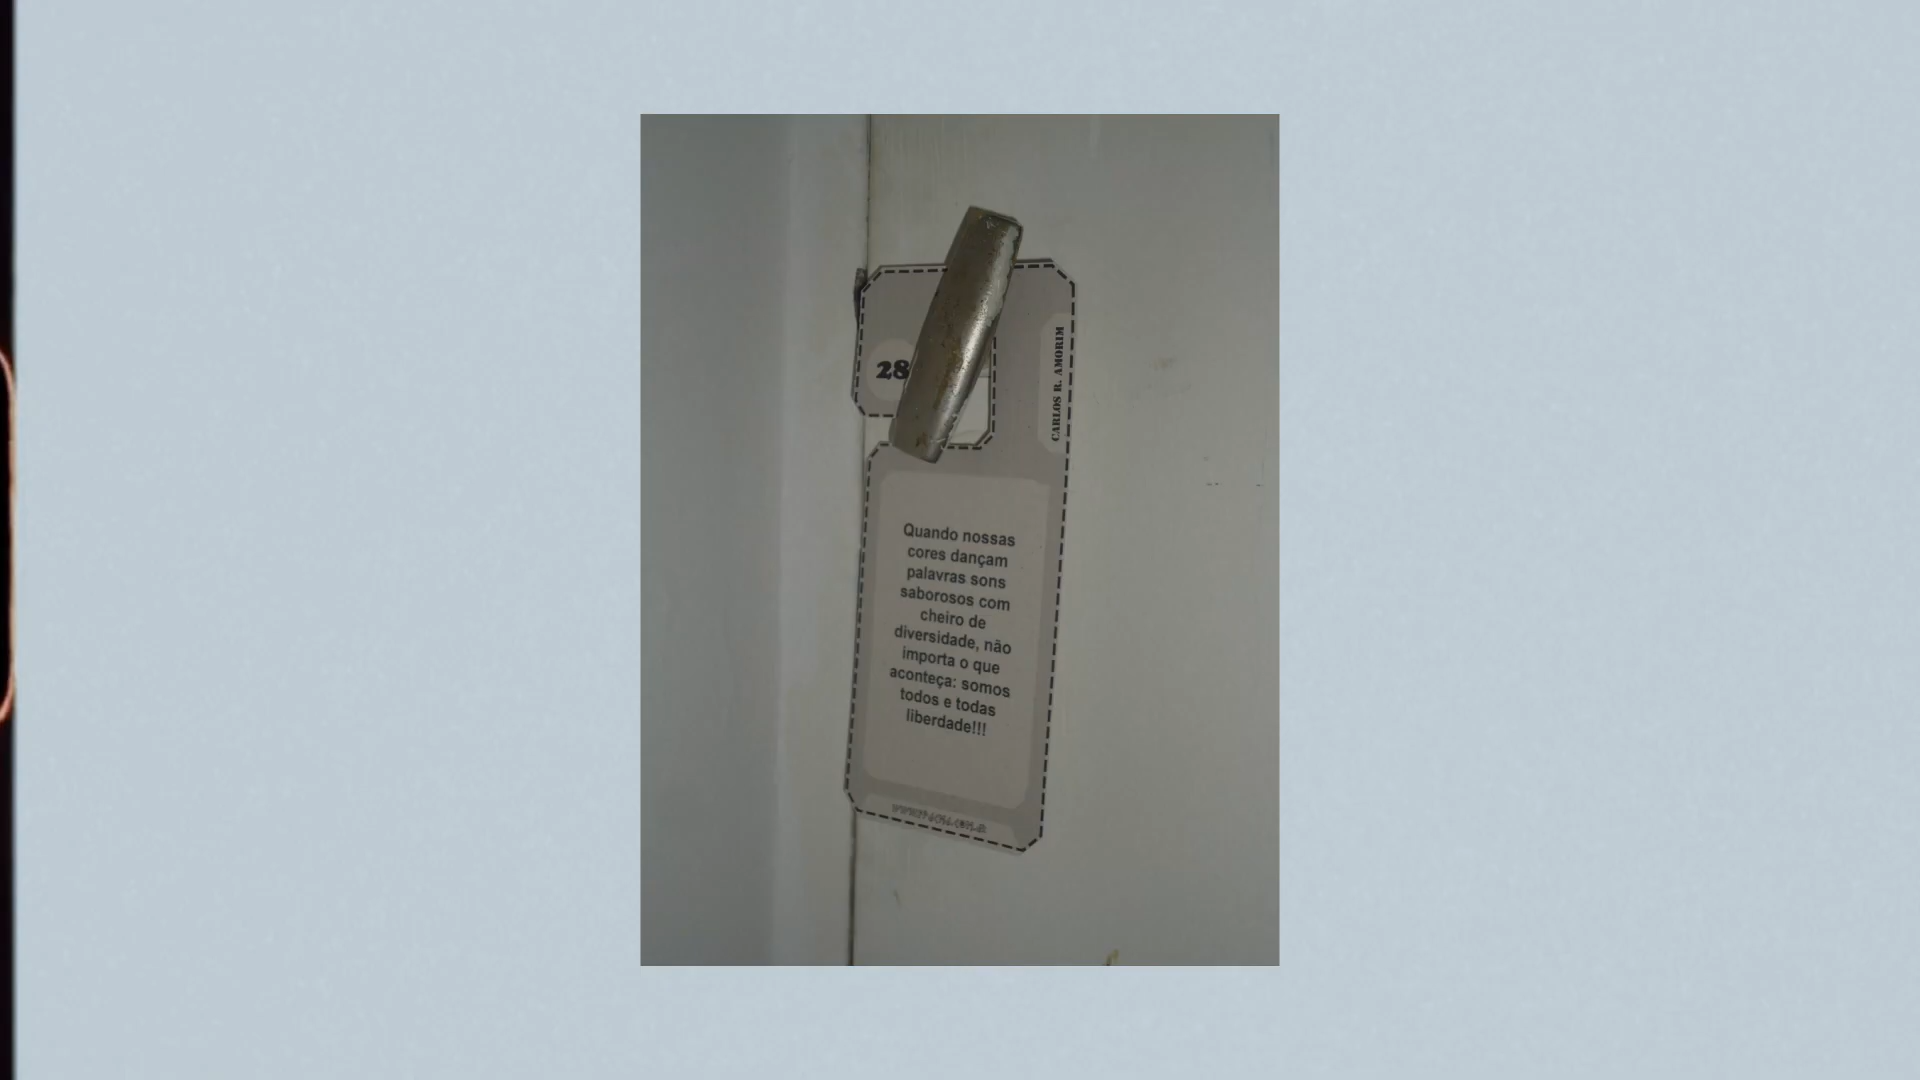 28
CARLOS R. AMORIM
Quando nossas
cores dançam
palavras sons
saborosos com
cheiro de
diversidade, não
importa o que
aconteça: somos
todos e todas
liberdade!!!